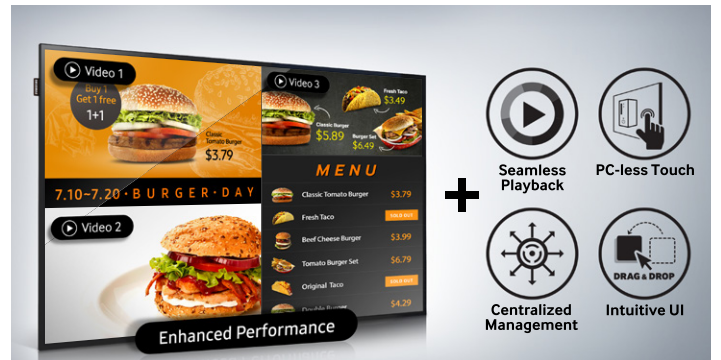 Video 1
Buy 1
Get 1 free
1+1
Classic
Tomato Burger
$3.79
7.10~7.20 • BURGER • DAY
Video 2
Video 3
Fresh Taco
$3.49
Classic Burger
$5.89
Burger Set
$6.49
MENU
Classic Tomato Burger $3.79
Fresh Taco SOLD OUT
Beef Cheese Burger $3.99
Tomato Burger Set $6.79
Original Taco SOLD OUT
Double Burger $4.29
Enhanced Performance
+
Seamless
Playback
PC-less Touch
Centralized
Management
DRAG & DROP
Intuitive UI